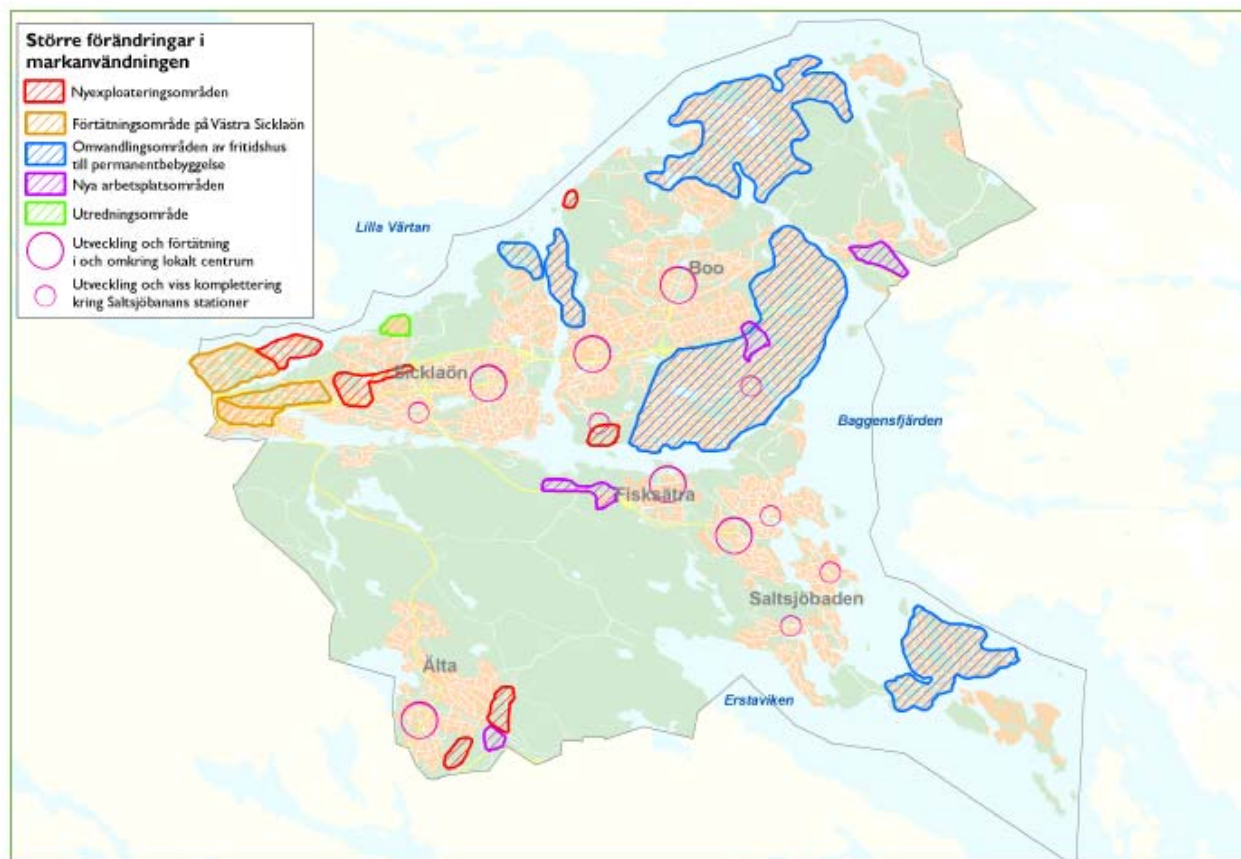 Större förändringar i
markanvändningen
Nyexploateringsområden
Förtätningsområde på Västra Sicklaön
Omvandlingsområden av fritidshus
till permanentbebyggelse
Nya arbetsplatsområden
Utredningsområde
Utveckling och förtätning
i och omkring lokalt centrum
Utveckling och viss komplettering
kring Saltsjöbanans stationer
Lilla Värtan
Boo
Sicklaön
Baggensfjärden
Fisksätra
Saltsjöbaden
Älta
Erstaviken